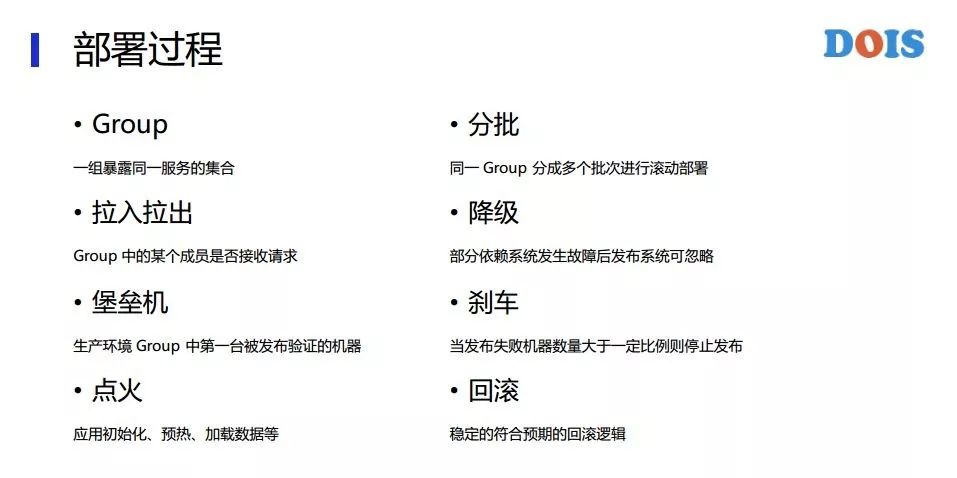 部署过程
DOIS
• Group
一组暴露同一服务的集合
• 拉入拉出
Group 中的某个成员是否接收请求
• 堡垒机
生产环境 Group 中第一台被发布验证的机器
• 点火
应用初始化、预热、加载数据等
• 分批
同一 Group 分成多个批次进行滚动部署
• 降级
部分依赖系统发生故障后发布系统可忽略
• 刹车
当发布失败机器数量大于一定比例则停止发布
• 回滚
稳定的符合预期的回滚逻辑